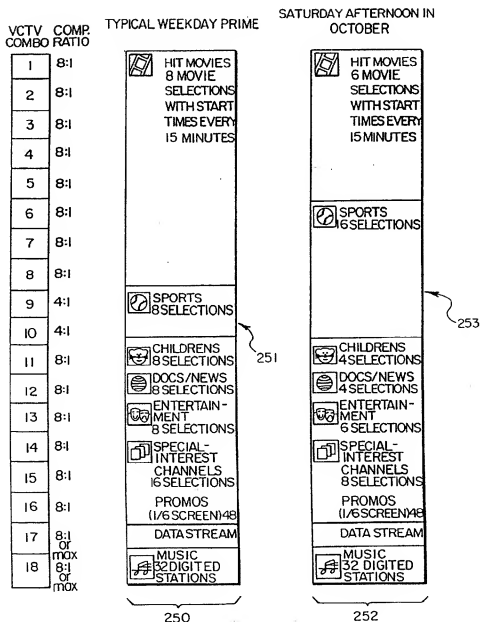 VCTV COMP.
COMBO RATIO
TYPICAL WEEKDAY PRIME
SATURDAY AFTERNOON IN
OCTOBER
1 8:1
2 8:1
3 8:1
4 8:1
5 8:1
6 8:1
7 8:1
8 8:1
9 4:1
10 4:1
11 8:1
12 8:1
13 8:1
14 8:1
15 8:1
16 8:1
17 8:1
or
max
18 8:1
or
max
HIT MOVIES
8 MOVIE
SELECTIONS
WITH START
TIMES EVERY
15 MINUTES
SPORTS
8 SELECTIONS
CHILDRENS
8 SELECTIONS
DOCS/NEWS
8 SELECTIONS
ENTERTAIN-
MENT
8 SELECTIONS
SPECIAL-
INTEREST
CHANNELS
16 SELECTIONS
PROMOS
(1/6 SCREEN)48
DATA STREAM
MUSIC
32 DIGITED
STATIONS
251
250
HIT MOVIES
6 MOVIE
SELECTIONS
WITH START
TIMES EVERY
15 MINUTES
SPORTS
16 SELECTIONS
CHILDRENS
4 SELECTIONS
DOCS/NEWS
4 SELECTIONS
ENTERTAIN-
MENT
6 SELECTIONS
SPECIAL-
INTEREST
CHANNELS
8 SELECTIONS
PROMOS
(1/6 SCREEN)48
DATA STREAM
MUSIC
32 DIGITED
STATIONS
253
252